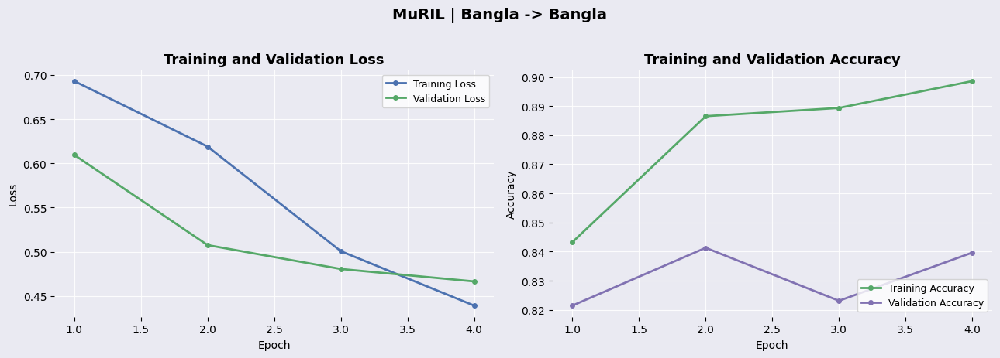 MuRIL | Bangla -> Bangla
Training and Validation Loss
Training Loss
Validation Loss
0.70
0.65
0.60
0.55
0.50
0.45
Loss
1.0 1.5 2.0 2.5 3.0 3.5 4.0
Epoch
Training and Validation Accuracy
0.90
0.89
0.88
0.87
0.86
0.85
0.84
0.83
0.82
Accuracy
Training Accuracy
Validation Accuracy
1.0 1.5 2.0 2.5 3.0 3.5 4.0
Epoch